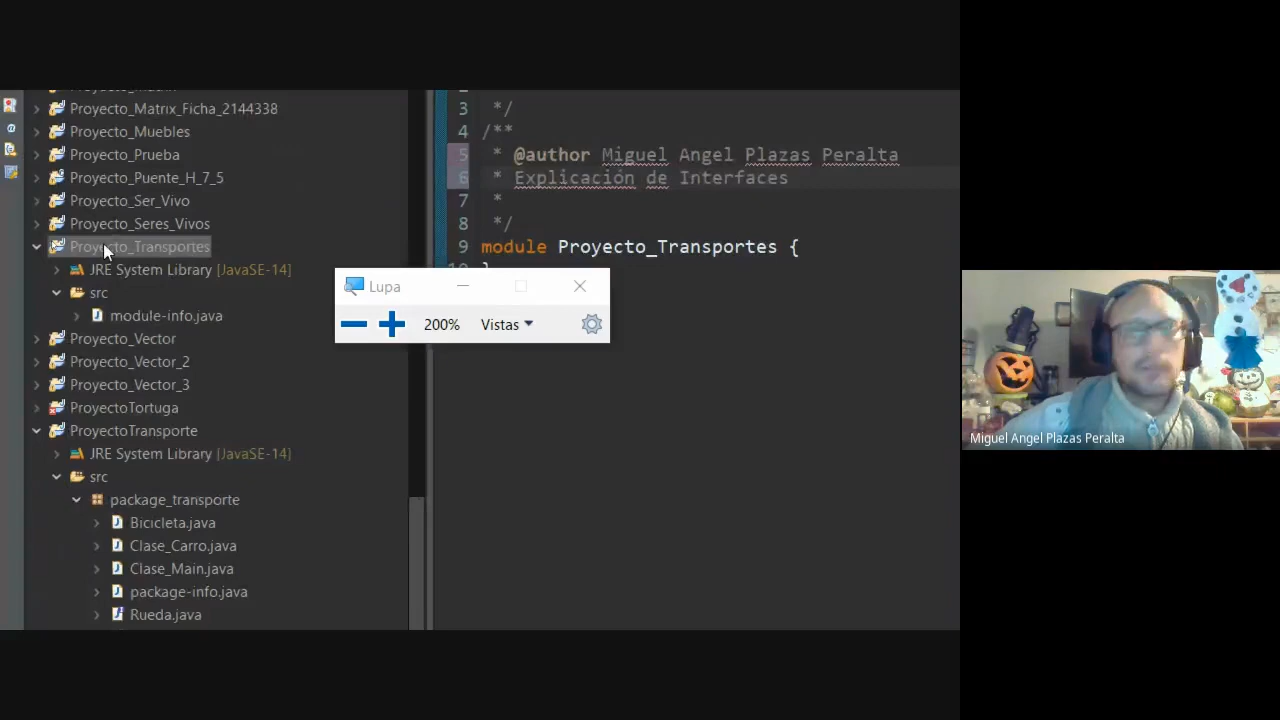 Proyecto_Matrix_Ficha_2144338
Proyecto_Muebles
Proyecto_Prueba
Proyecto_Puente_H_7_5
Proyecto_Ser_Vivo
Proyecto_Seres_Vivos
Proyecto_Transportes
JRE System Library [JavaSE-14]
src
module-info.java
Proyecto_Vector
Proyecto_Vector_2
Proyecto_Vector_3
ProyectoTortuga
ProyectoTransporte
JRE System Library [JavaSE-14]
src
package_transporte
Bicicleta.java
Clase_Carro.java
Clase_Main.java
package-info.java
Rueda.java
3 */
4 /**
5 * @author Miguel Angel Plazas Peralta
6 * Explicación de Interfaces
7 *
8 */
9 module Proyecto_Transportes {
Lupa
200% Vistas
Miguel Angel Plazas Peralta